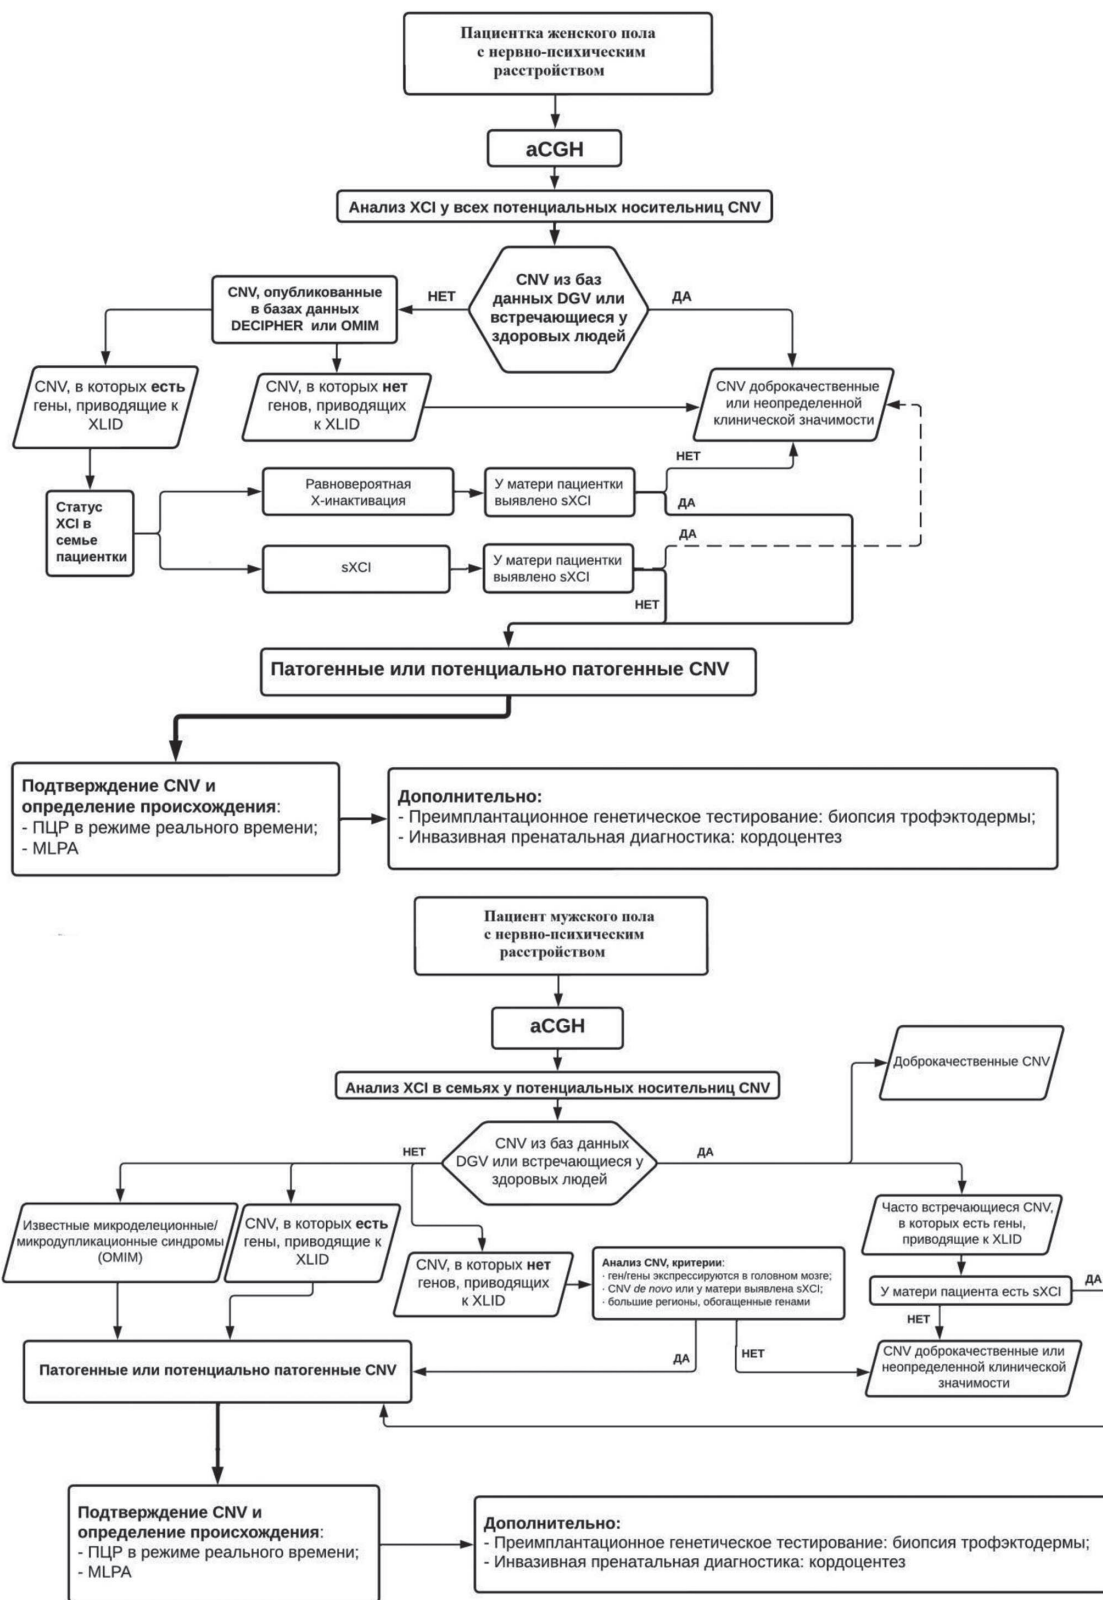 Пациентка женского пола
с нервно-психическим
расстройством
aCGH
Анализ XCI у всех потенциальных носительниц CNV
CNV из баз
данных DGV или
встречающиеся у
здоровых людей
НЕТ
ДА
CNV, опубликованные
в базах данных
DECIPHER или OMIM
CNV, в которых есть
гены, приводящие к
XLID
CNV, в которых нет
генов, приводящих
к XLID
CNV доброкачественные
или неопределенной
клинической значимости
Статус
XCI в
семье
пациентки
Равновероятная
X-инактивация
У матери пациентки
выявлено sXCI
НЕТ
ДА
sXCI
У матери пациентки
выявлено sXCI
ДА
НЕТ
Патогенные или потенциально патогенные CNV
Подтверждение CNV и
определение происхождения:
- ПЦР в режиме реального времени;
- MLPA
Дополнительно:
- Преимплантационное генетическое тестирование: биопсия трофэктодермы;
- Инвазивная пренатальная диагностика: кордоцентез
Пациент мужского пола
с нервно-психическим
расстройством
aCGH
Анализ XCI в семьях у потенциальных носительниц CNV
CNV из баз данных
DGV или встречающиеся у
здоровых людей
НЕТ
ДА
Доброкачественные CNV
Известные микроделеционные/
микродупликационные синдромы
(OMIM)
CNV, в которых есть
гены, приводящие к
XLID
CNV, в которых нет
генов, приводящих
к XLID
Анализ CNV, критерии:
· ген/гены экспрессируются в головном мозге;
· CNV de novo или у матери выявлена sXCI;
· большие регионы, обогащенные генами
Часто встречающиеся CNV,
в которых есть гены,
приводящие к XLID
У матери пациента есть sXCI
ДА
НЕТ
CNV доброкачественные или
неопределенной клинической
значимости
ДА
НЕТ
Патогенные или потенциально патогенные CNV
Подтверждение CNV и
определение происхождения:
- ПЦР в режиме реального времени;
- MLPA
Дополнительно:
- Преимплантационное генетическое тестирование: биопсия трофэктодермы;
- Инвазивная пренатальная диагностика: кордоцентез